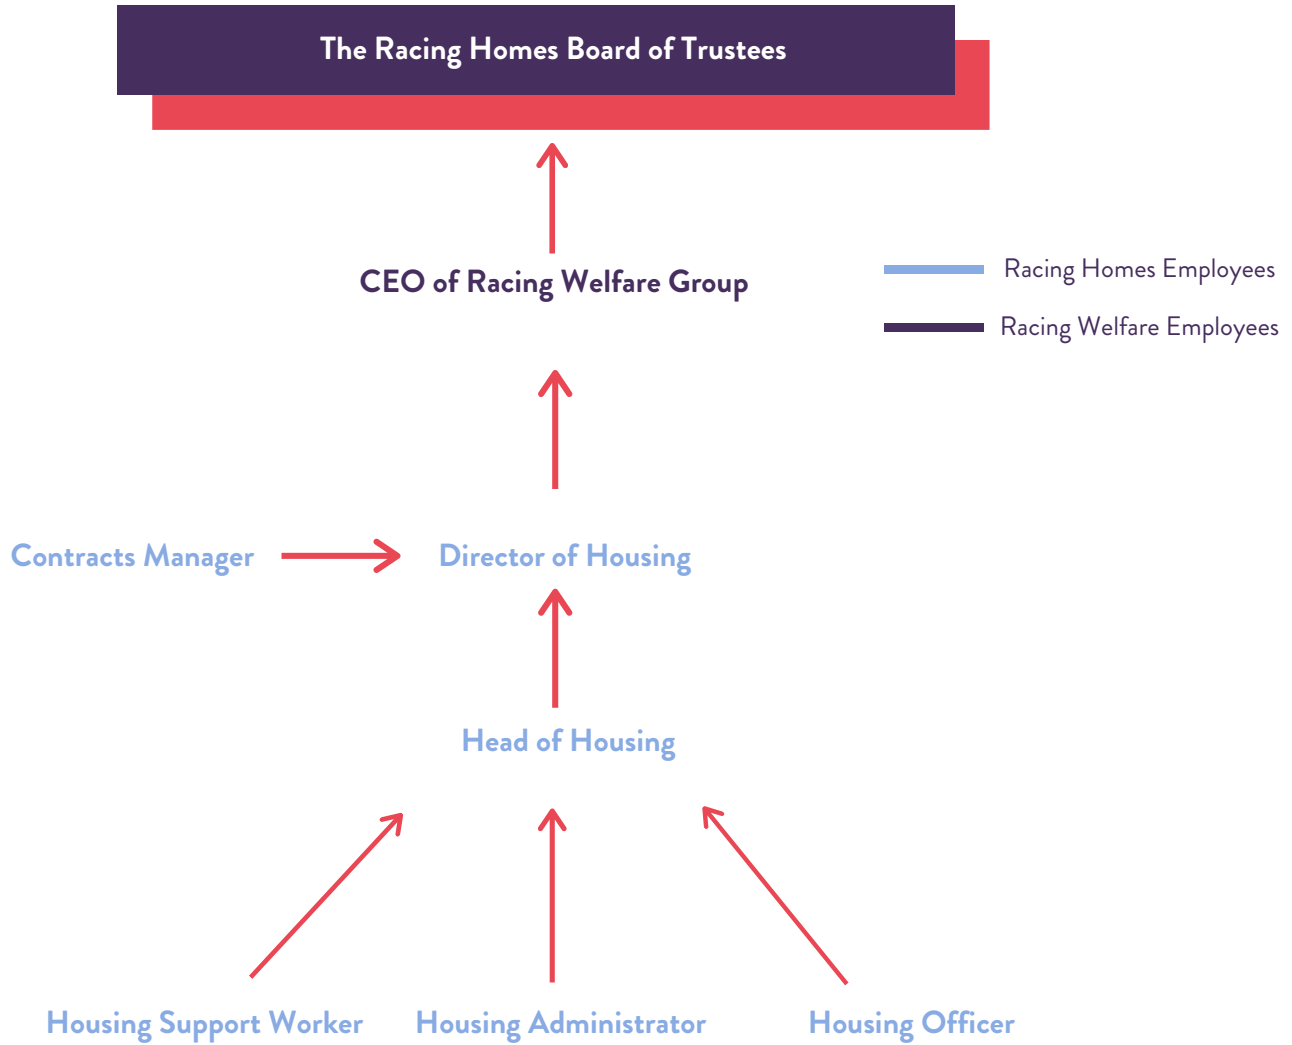 The Racing Homes Board of Trustees
CEO of Racing Welfare Group
Racing Homes Employees
Racing Welfare Employees
Contracts Manager
Director of Housing
Head of Housing
Housing Support Worker
Housing Administrator
Housing Officer